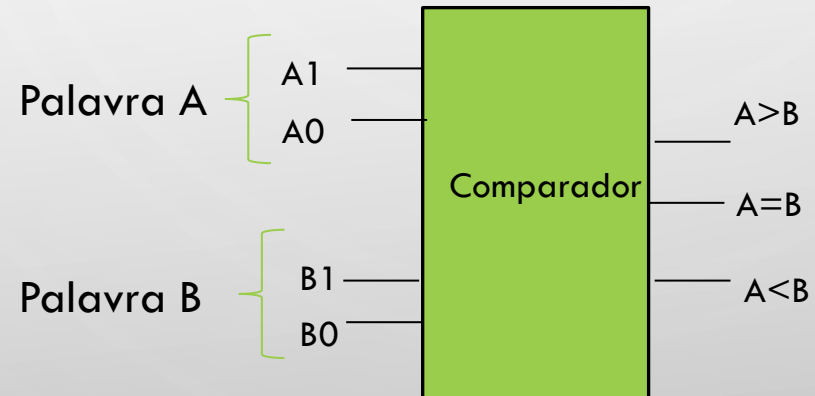 Palavra A
A1
A0
Palavra B
B1
B0
Comparador
A>B
A=B
A<B